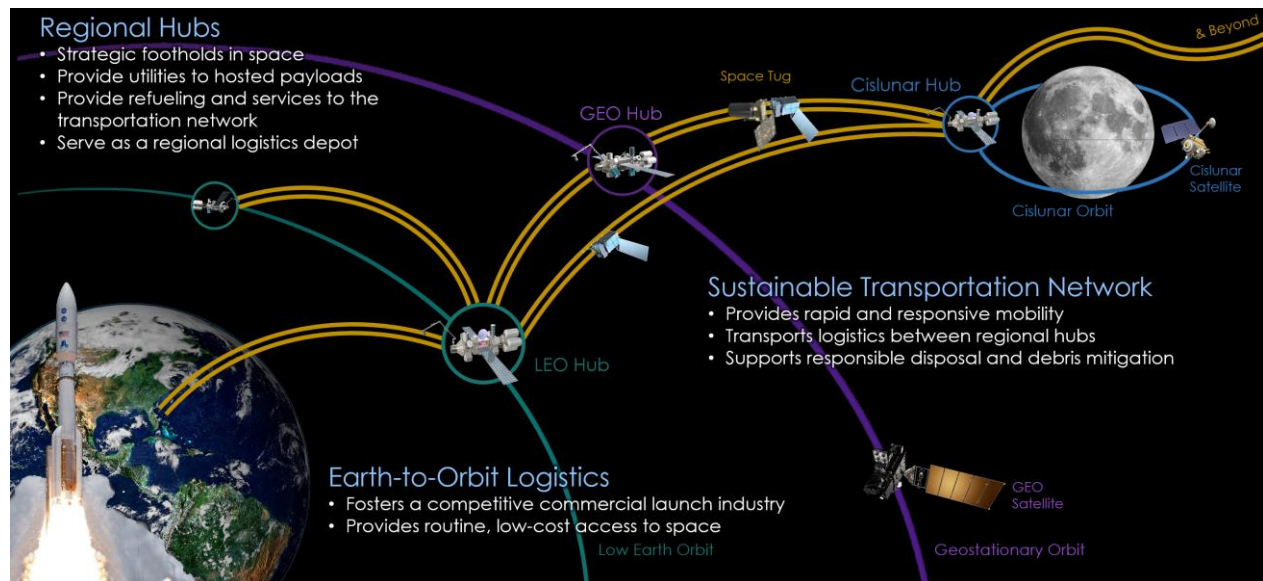 Regional Hubs
• Strategic footholds in space
• Provide utilities to hosted payloads
• Provide refueling and services to the
transportation network
• Serve as a regional logistics depot
& Beyond
Space Tug
Cislunar Hub
GEO Hub
Cislunar
Satellite
Cislunar Orbit
Sustainable Transportation Network
• Provides rapid and responsive mobility
• Transports logistics between regional hubs
• Supports responsible disposal and debris mitigation
LEO Hub
Earth-to-Orbit Logistics
• Fosters a competitive commercial launch industry
• Provides routine, low-cost access to space
GEO
Satellite
Low Earth Orbit
Geostationary Orbit